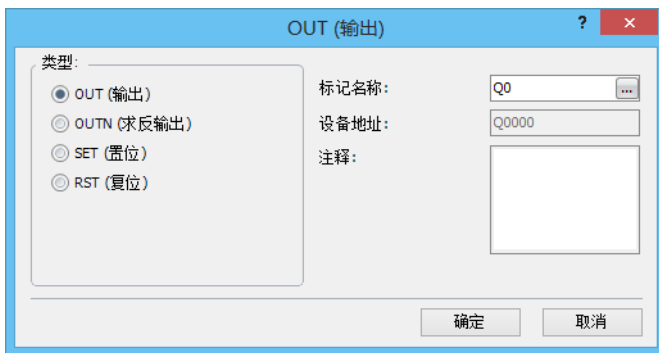 OUT (输出)
?
×
类型:
OUT (输出)
OUTN (求反输出)
SET (置位)
RST (复位)
标记名称:
Q0
...
设备地址:
Q0000
注释:
确定
取消